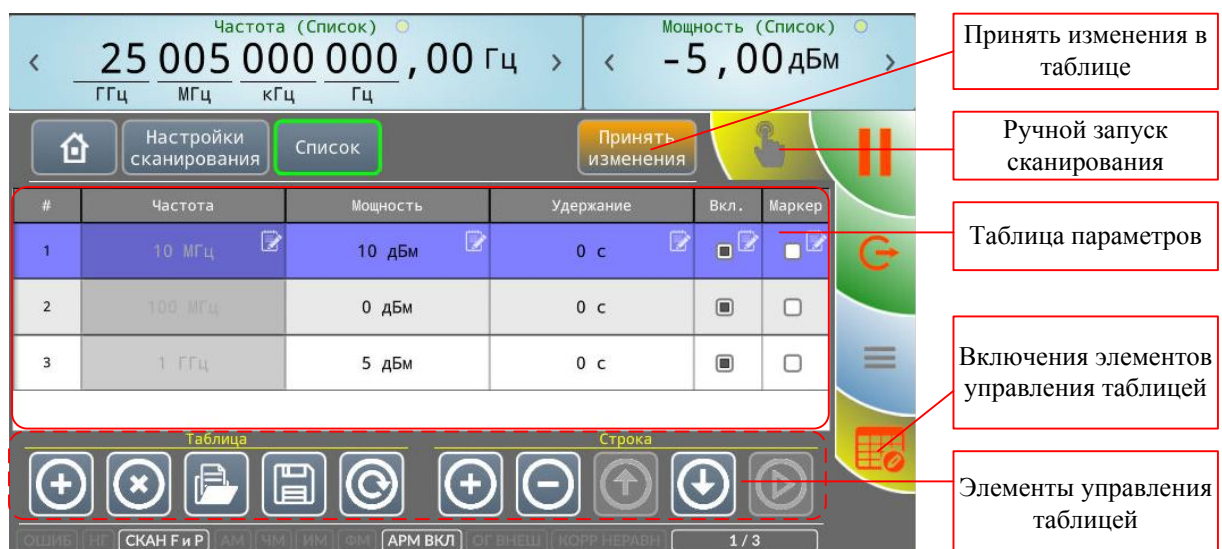 Частота (Список)
25 005 000 000,00 Гц
ГГц МГц кГц Гц
Мощность (Список)
-5,00 дБм
Настройки
сканирования
Список
Принять
изменения
# Частота Мощность Удержание Вкл. Маркер
1 10 МГц 10 дБм 0 с
2 100 МГц 0 дБм 0 с
3 1 ГГц 5 дБм 0 с
Таблица
Строка
ОШИБ НГ СКАН F и P АМ ЧМ ИМ ФМ АРМ ВКЛ ОГ ВНЕШ КОРР НЕРАВН 1 / 3
Принять изменения в
таблице
Ручной запуск
сканирования
Таблица параметров
Включения элементов
управления таблицей
Элементы управления
таблицей